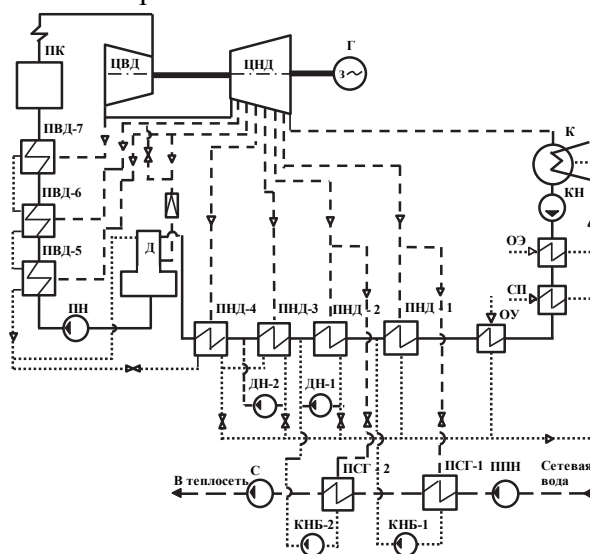 ПК
ЦВД
ЦНД
Г
3~
ПВД-7
К
ПВД-6
КН
ОЭ
ПВД-5
Д
СП
ПН
ПНД-4
ПНД-3
ПНД - 2
ПНД - 1
ОУ
ДН-2
ДН-1
В теплосеть
С
ПСГ - 2
ПСГ-1
ППН
Сетевая
вода
КНБ-2
КНБ-1